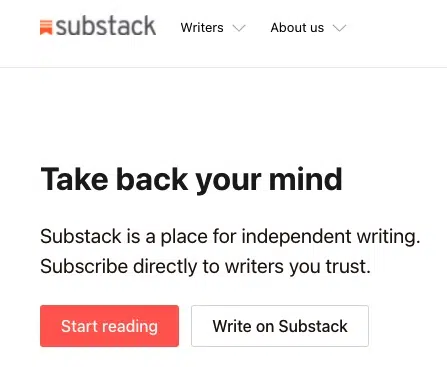 substack Writers About us
Take back your mind
Substack is a place for independent writing.
Subscribe directly to writers you trust.
Start reading Write on Substack